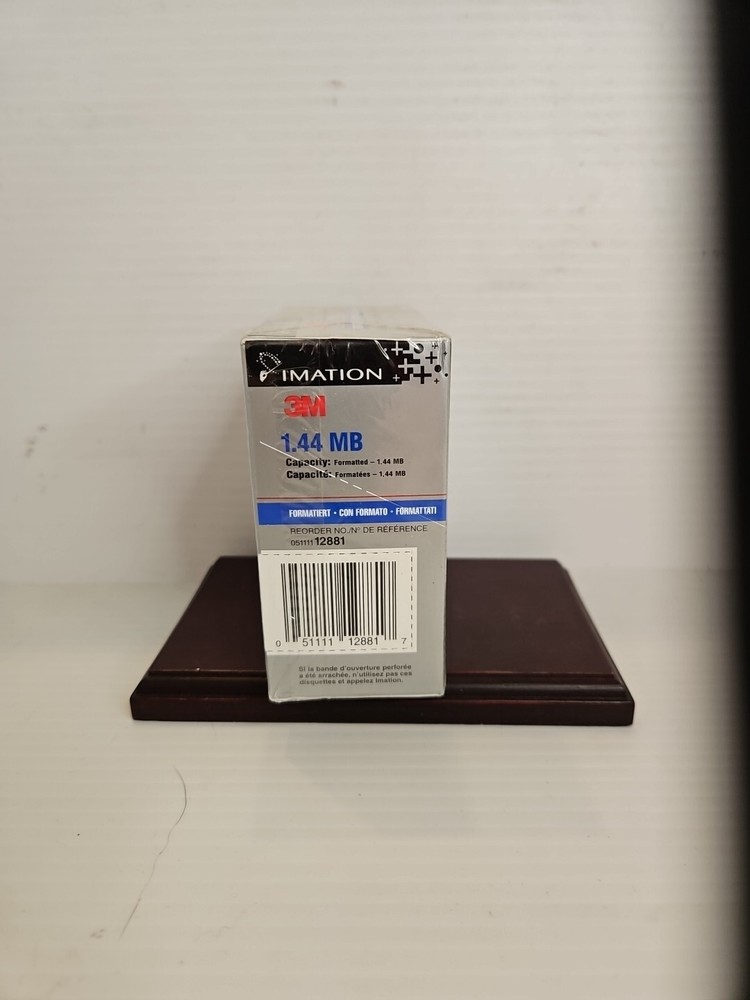 IMATION
3M
1.44 MB
Capacity: Formatted – 1.44 MB
Capacité: Formatées – 1,44 MB
FORMATIERT • CON FORMATO • FORMATTATI
REORDER NO./N° DE RÉFÉRENCE
051111 12881
0 51111 12881 7
Si la bande d'ouverture perforée
a été arrachée, n'utilisez pas ces
disquettes et appelez Imation.